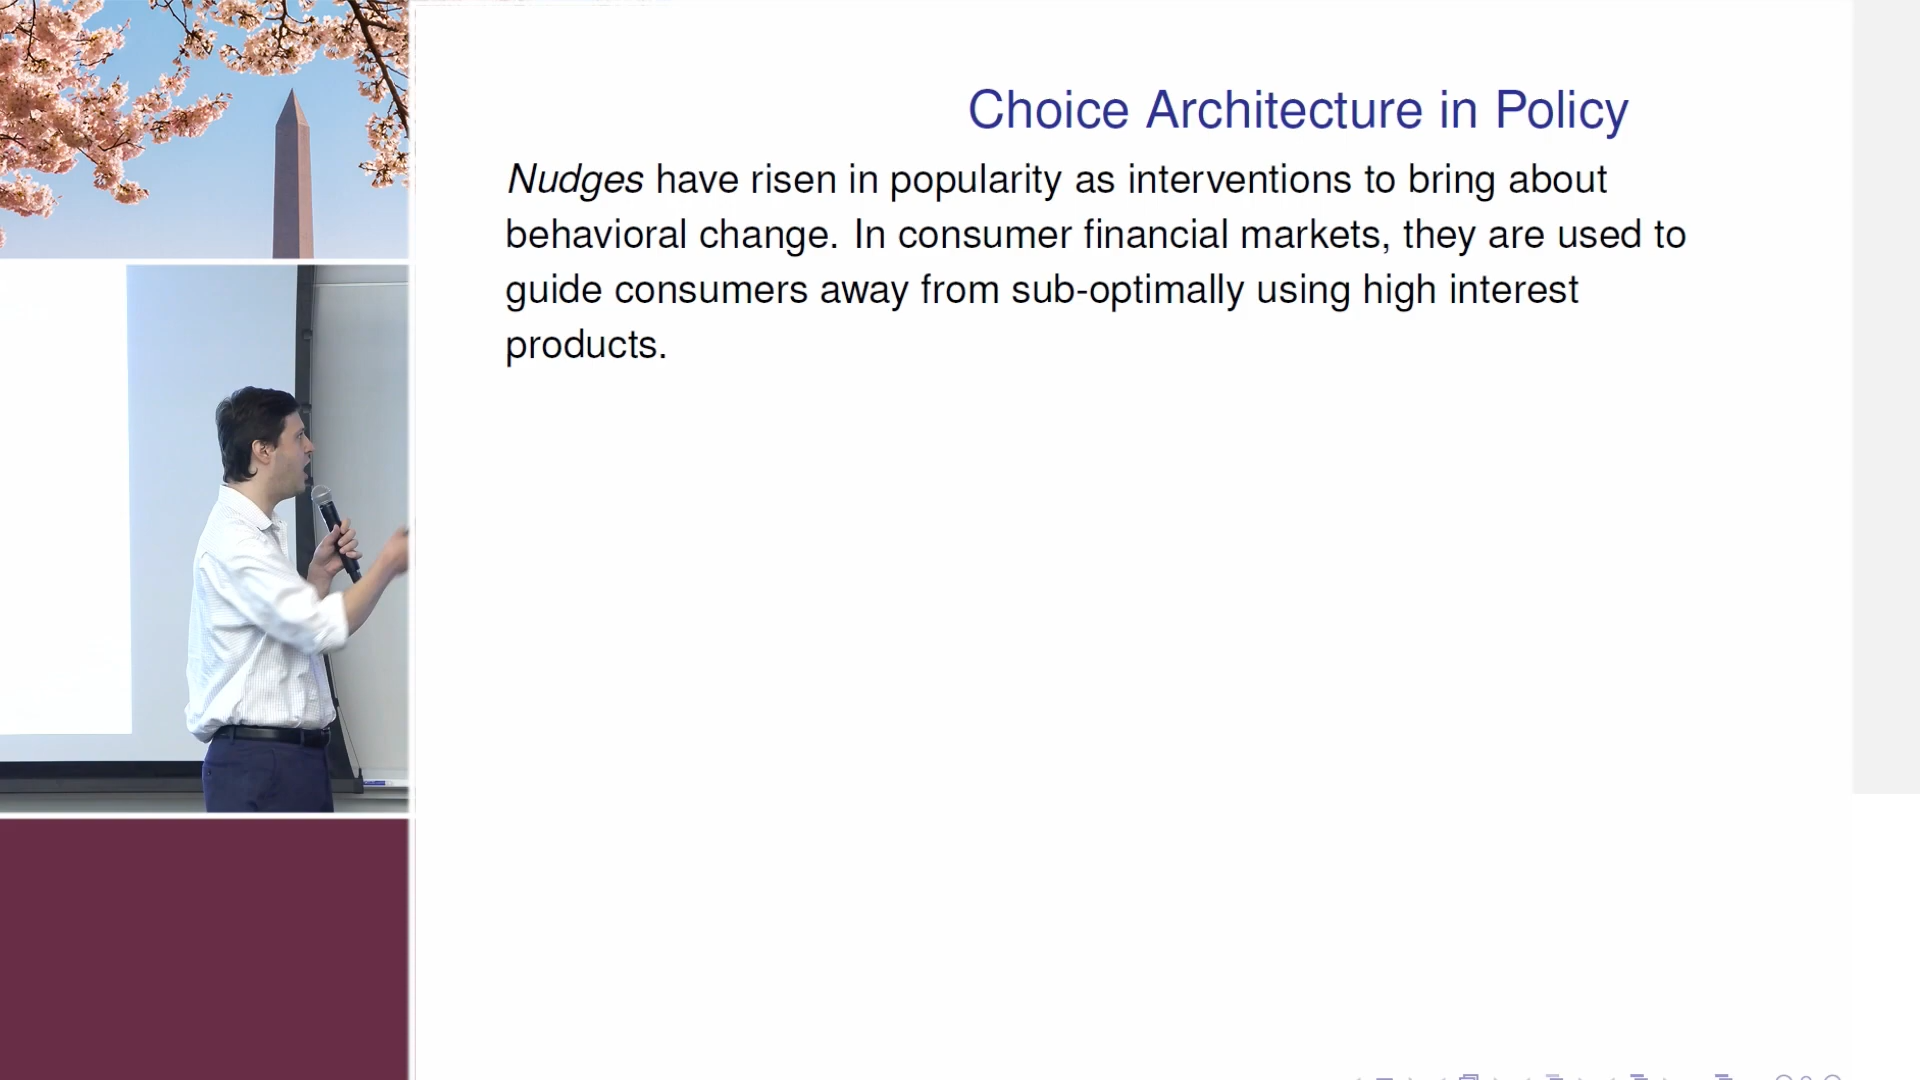 Choice Architecture in Policy
Nudges have risen in popularity as interventions to bring about
behavioral change. In consumer financial markets, they are used to
guide consumers away from sub-optimally using high interest
products.